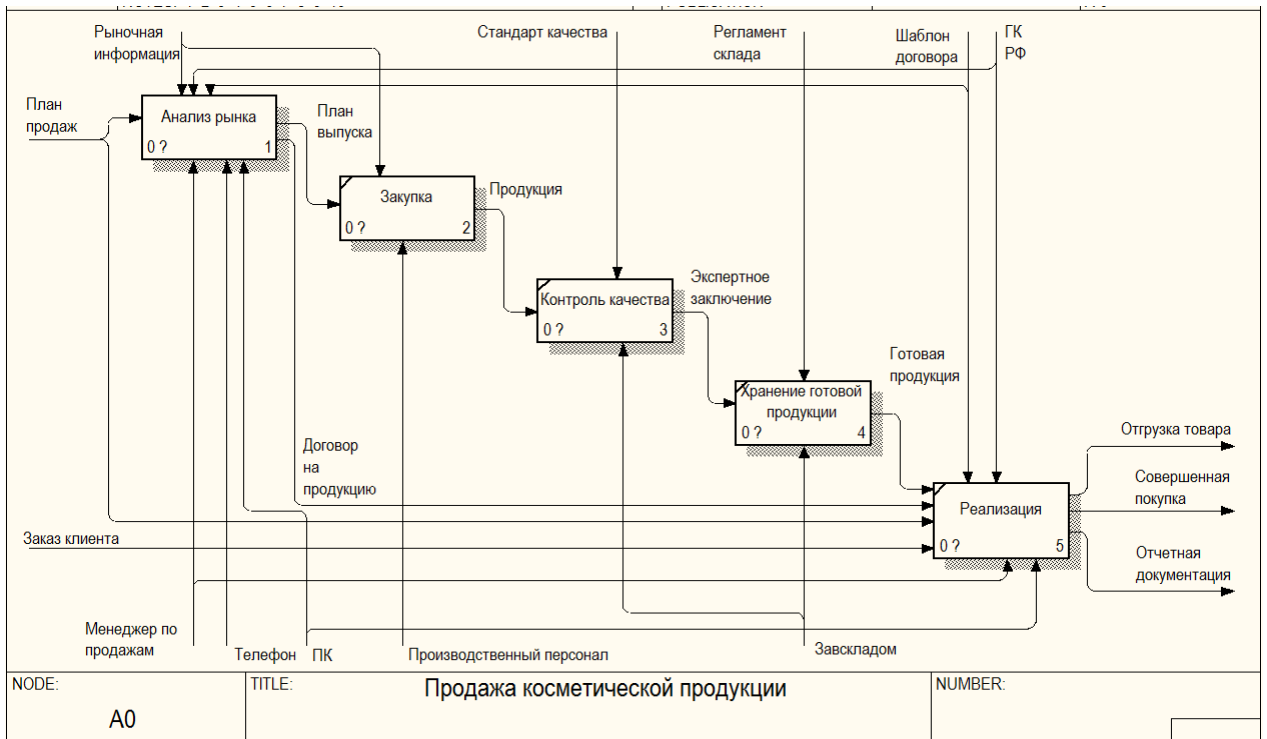 Рыночная
информация
Стандарт качества
Регламент
склада
Шаблон
договора
ГК
РФ
План
продаж
Анализ рынка
0 ?
1
План
выпуска
Закупка
0 ?
2
Продукция
Контроль качества
0 ?
3
Экспертное
заключение
Хранение готовой
продукции
0 ?
4
Готовая
продукция
Договор
на
продукцию
Реализация
0 ?
5
Отгрузка товара
Совершенная
покупка
Отчетная
документация
Заказ клиента
Менеджер по
продажам
Телефон
ПК
Производственный персонал
Завскладом
NODE:
A0
TITLE:
Продажа косметической продукции
NUMBER: